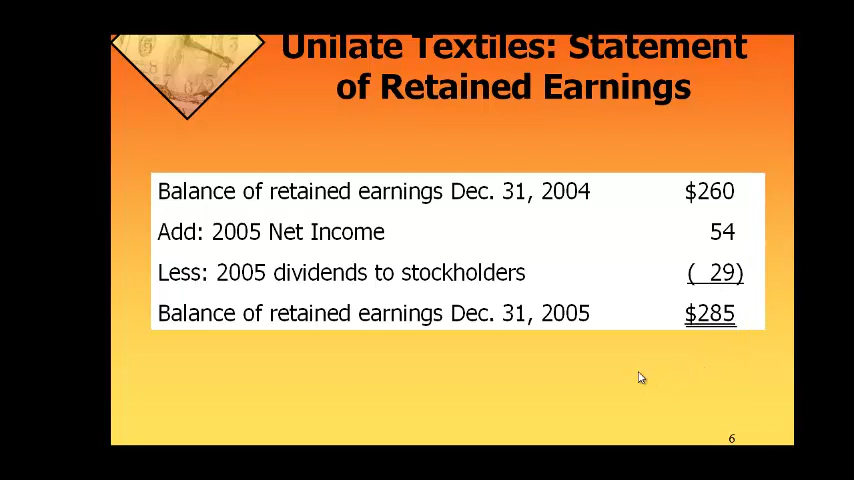 Unilate Textiles: Statement
of Retained Earnings
Balance of retained earnings Dec. 31, 2004 $260
Add: 2005 Net Income 54
Less: 2005 dividends to stockholders ( 29)
Balance of retained earnings Dec. 31, 2005 $285
6